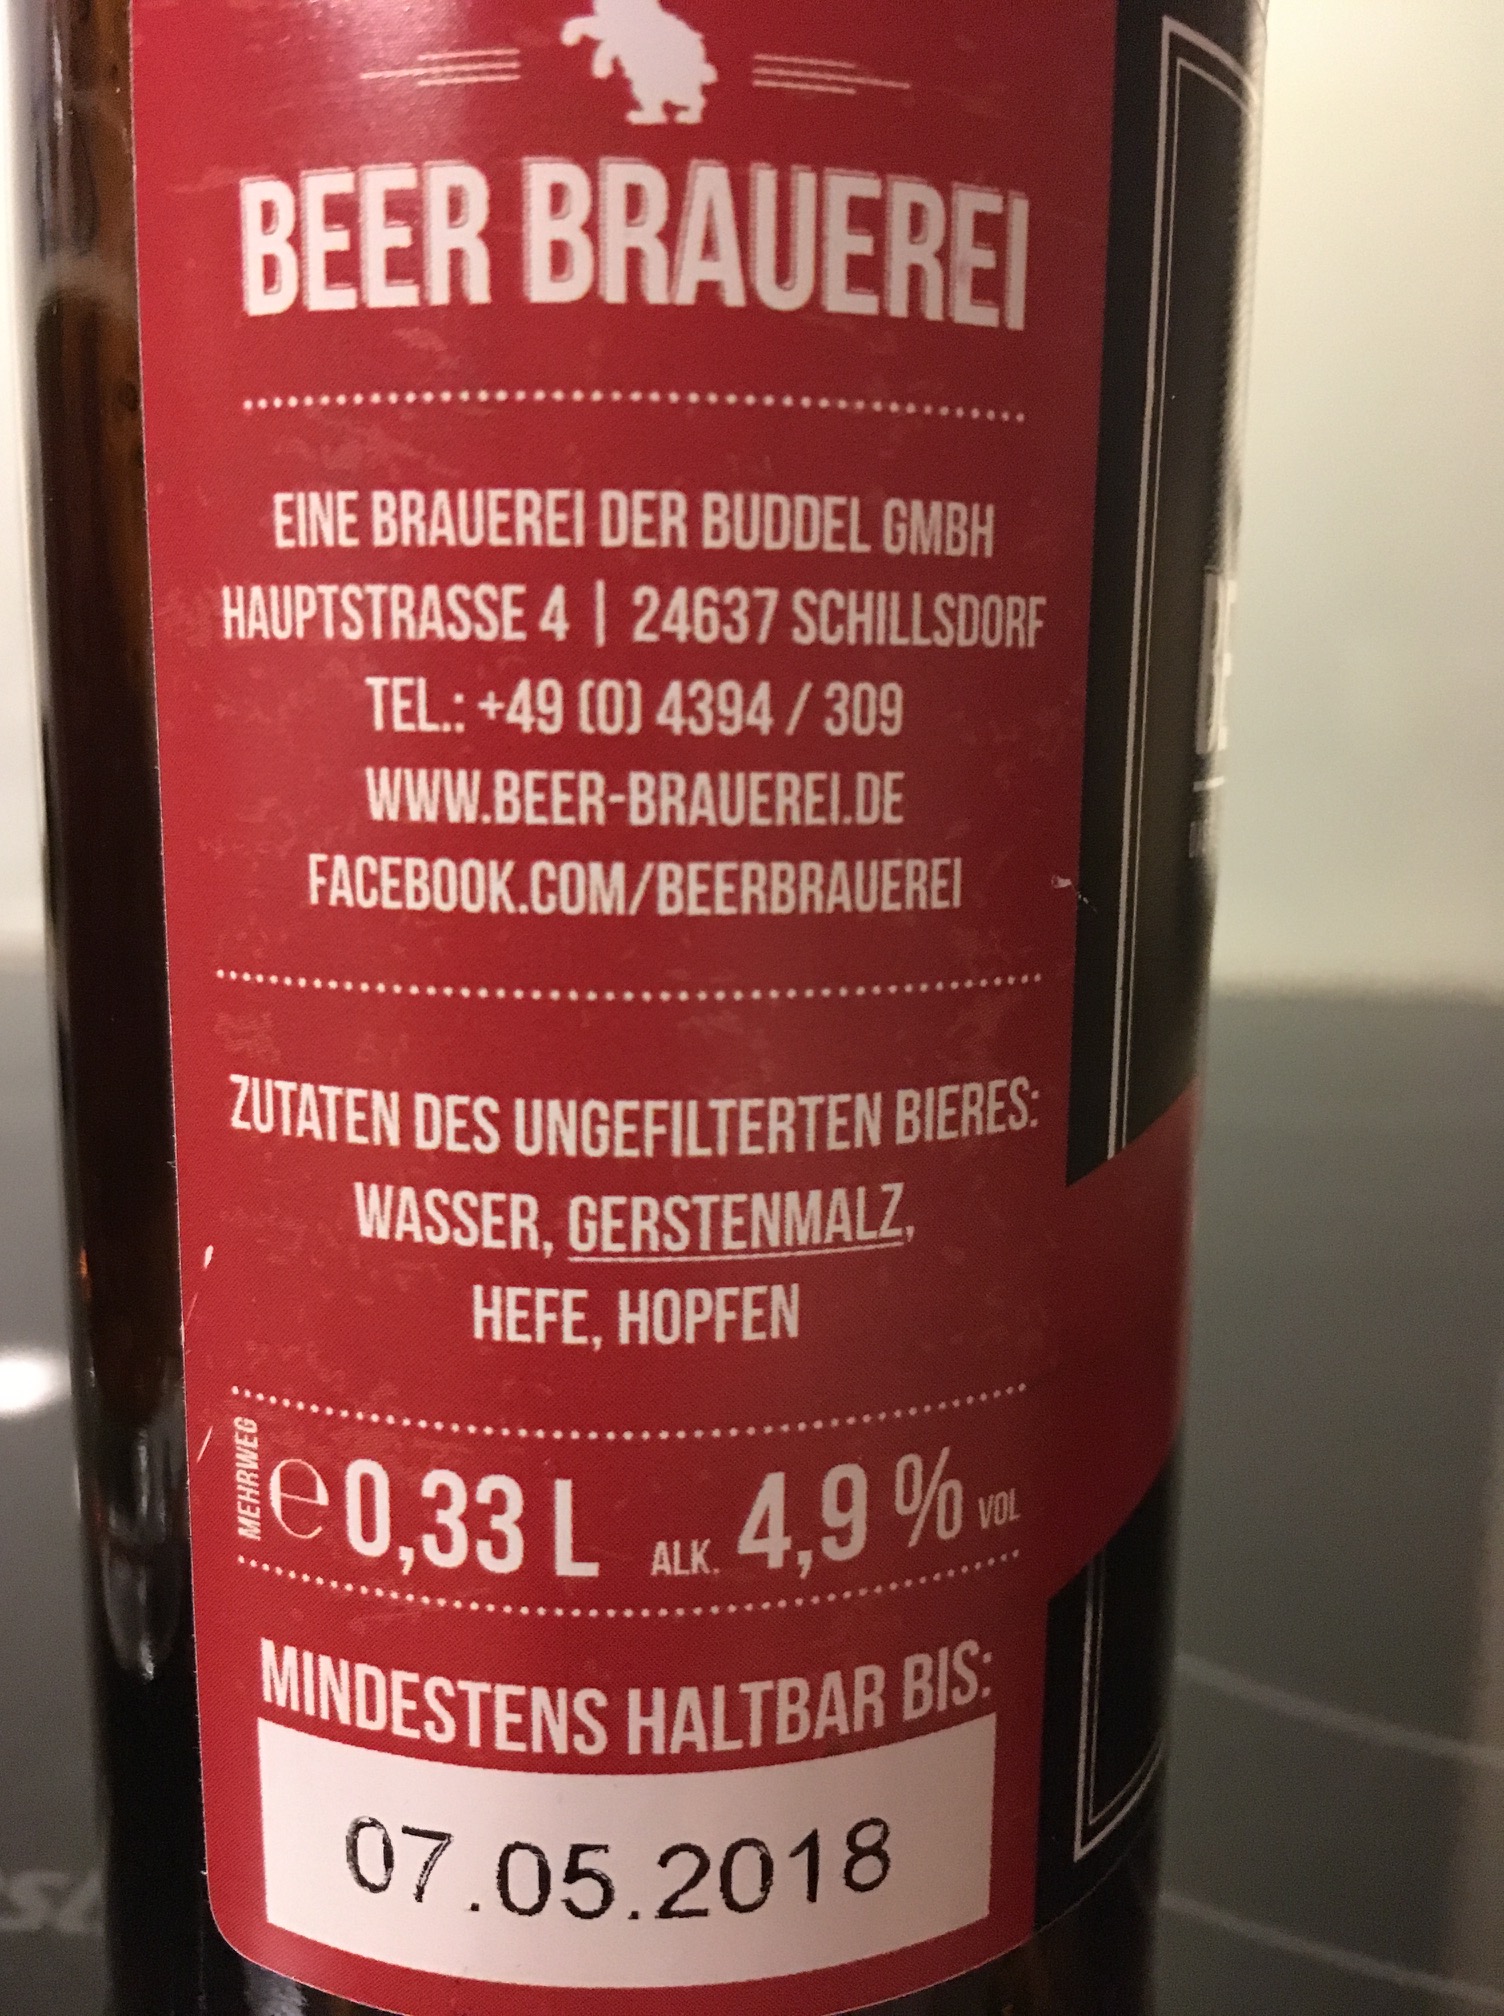 BEER BRAUEREI
EINE BRAUEREI DER BUDDEL GMBH
HAUPTSTRASSE 4 | 24637 SCHILLSDORF
TEL.: +49 (0) 4394 / 309
WWW.BEER-BRAUEREI.DE
FACEBOOK.COM/BEERBRAUEREI
ZUTATEN DES UNGEFILTERTEN BIERES:
WASSER, GERSTENMALZ,
HEFE, HOPFEN
MEHRWEG
℮ 0,33 L ALK. 4,9 % VOL
MINDESTENS HALTBAR BIS:
07.05.2018